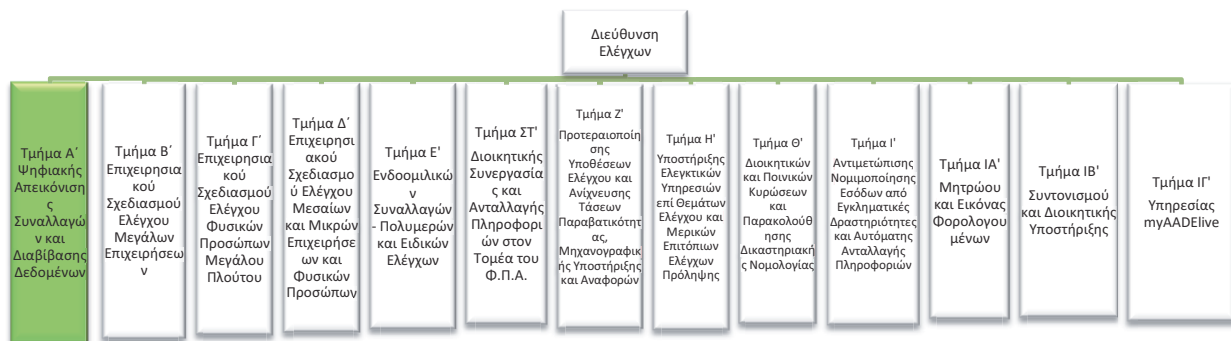 Διεύθυνση
Ελέγχων
Τμήμα Α΄
Ψηφιακής
Απεικόνιση
ς
Συναλλαγώ
ν και
Διαβίβασης
Δεδομένων
Τμήμα Β΄
Επιχειρησια
κού
Σχεδιασμού
Ελέγχου
Μεγάλων
Επιχειρήσεω
ν
Τμήμα Γ΄
Επιχειρησια
κού
Σχεδιασμού
Ελέγχου
Φυσικών
Προσώπων
Μεγάλου
Πλούτου
Τμήμα Δ΄
Επιχειρησι
ακού
Σχεδιασμο
ύ Ελέγχου
Μεσαίων
και Μικρών
Επιχειρήσε
ων και
Φυσικών
Προσώπων
Τμήμα Ε'
Ενδοομιλικώ
ν
Συναλλαγών
- Πολυμερών
και Ειδικών
Ελέγχων
Τμήμα ΣΤ'
Διοικητικής
Συνεργασία
ς και
Ανταλλαγής
Πληροφορι
ών στον
Τομέα του
Φ.Π.Α.
Τμήμα Ζ'
Προτεραιοποίη
σης
Υποθέσεων
Ελέγχου και
Ανίχνευσης
Τάσεων
Παραβατικότητ
ας,
Μηχανογραφικ
ής Υποστήριξης
και Αναφορών
Τμήμα Η'
Υποστήριξης
Ελεγκτικών
Υπηρεσιών
επί Θεμάτων
Ελέγχου και
Μερικών
Επιτόπιων
Ελέγχων
Πρόληψης
Τμήμα Θ'
Διοικητικών
και Ποινικών
Κυρώσεων
και
Παρακολούθ
ησης
Δικαστηριακή
ς Νομολογίας
Τμήμα Ι'
Αντιμετώπισης
Νομιμοποίησης
Εσόδων από
Εγκληματικές
Δραστηριότητες
και Αυτόματης
Ανταλλαγής
Πληροφοριών
Τμήμα ΙΑ'
Μητρώου
και Εικόνας
Φορολογου
μένων
Τμήμα ΙΒ'
Συντονισμού
και Διοικητικής
Υποστήριξης
Τμήμα ΙΓ'
Υπηρεσίας
myAADElive